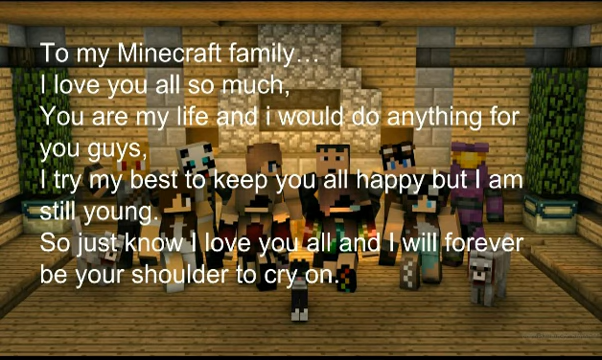 To my Minecraft family...
I love you all so much,
You are my life and i would do anything for
you guys,
I try my best to keep you all happy but I am
still young.
So just know I love you all and I will forever
be your shoulder to cry on.